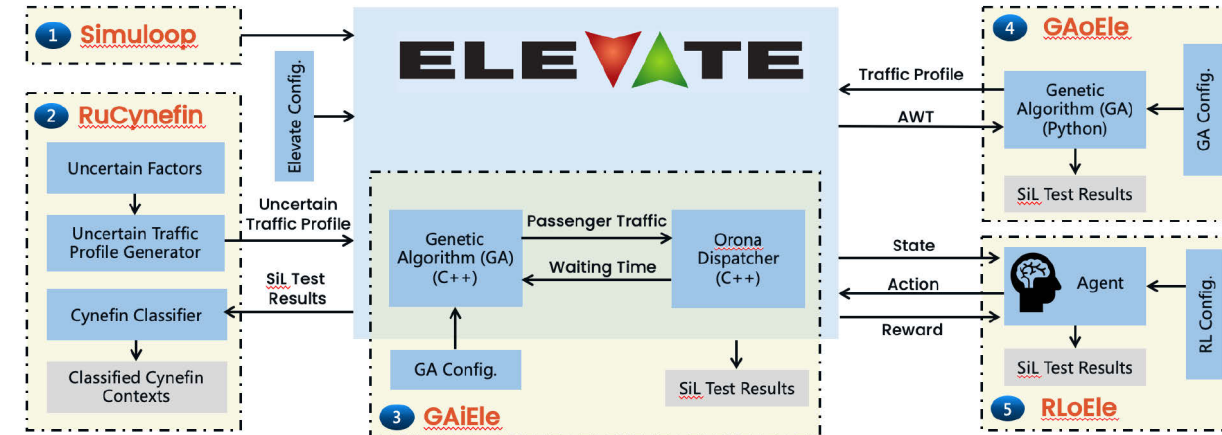 1 Simuloop
ELEVATE
Elevate Config.
2 RuCynefin
Uncertain Factors
Uncertain Traffic
Profile Generator
Cynefin Classifier
Classified Cynefin
Contexts
Uncertain
Traffic Profile
SiL Test
Results
Genetic
Algorithm (GA)
(C++)
Passenger Traffic
Waiting Time
Orona
Dispatcher
(C++)
GA Config.
SiL Test Results
3 GAiEle
4 GAoEle
Traffic Profile
AWT
Genetic
Algorithm (GA)
(Python)
GA Config.
SiL Test Results
State
Action
Reward
Agent
RL Config.
SiL Test Results
5 RLoEle